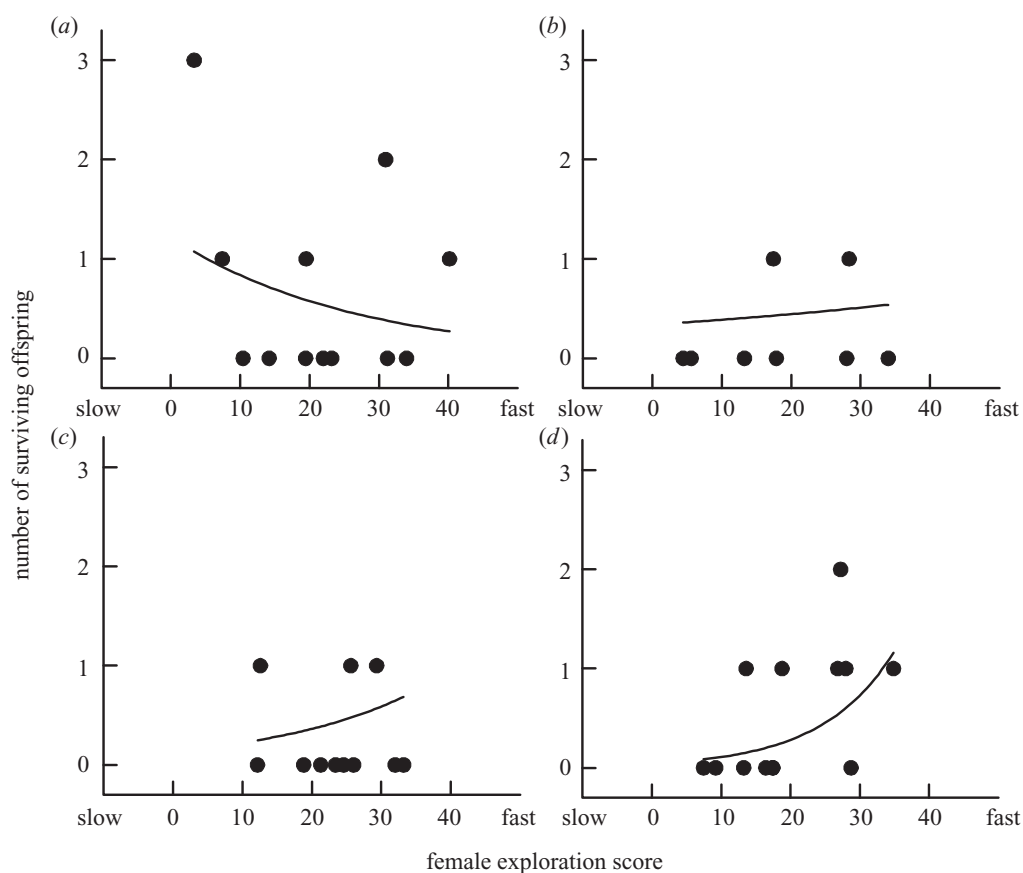 (a)
(b)
3
2
1
0
slow 0 10 20 30 40 fast
3
2
1
0
slow 0 10 20 30 40 fast
(c)
(d)
3
2
1
0
slow 0 10 20 30 fast
3
2
1
0
slow 0 10 20 30 40 fast
number of surviving offspring
female exploration score